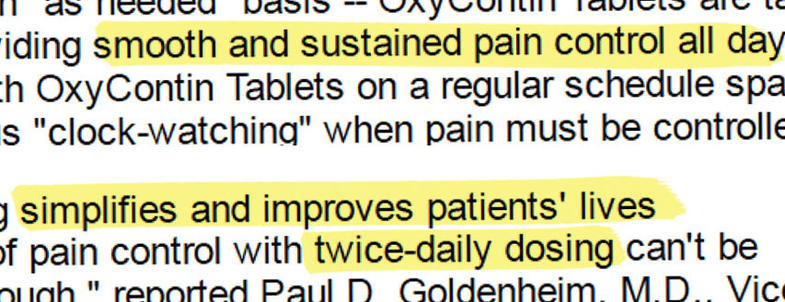 "as needed" basis -- OxyContin Tablets are ta
viding smooth and sustained pain control all day
th OxyContin Tablets on a regular schedule spa
is "clock-watching" when pain must be controlle
g simplifies and improves patients' lives
of pain control with twice-daily dosing can't be
ough," reported Paul D. Goldenheim, M.D., Vice